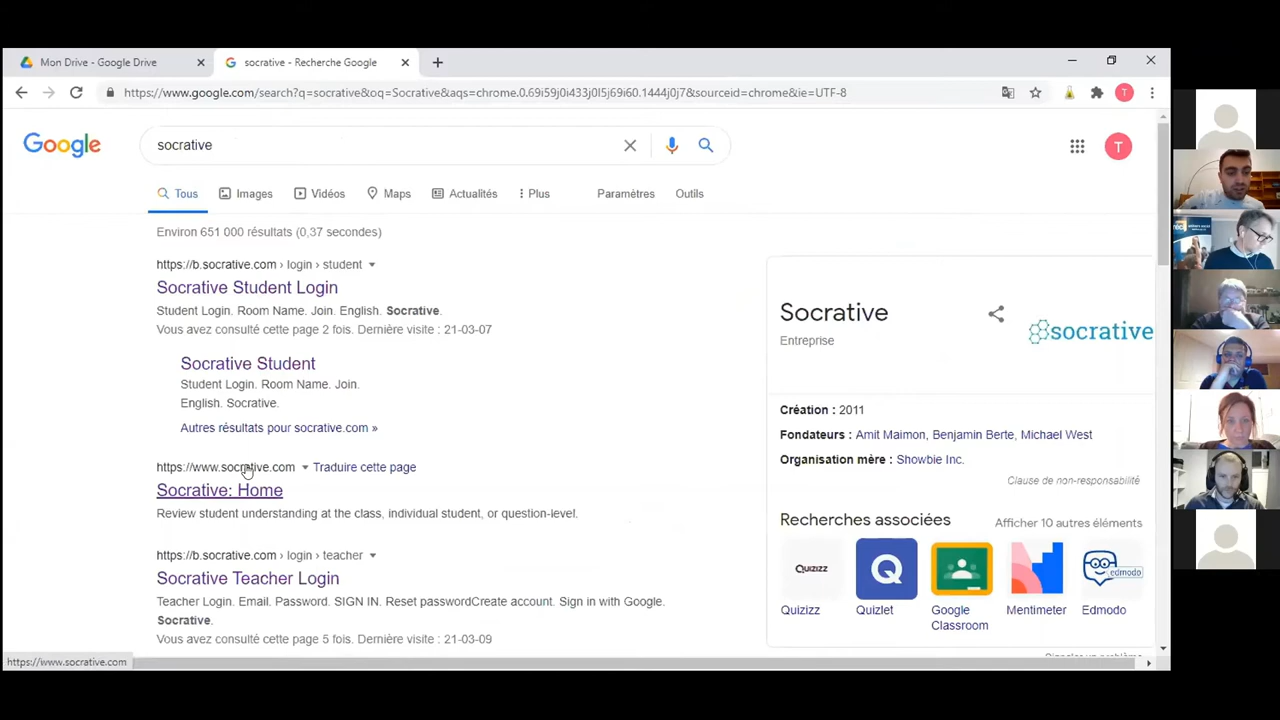 Mon Drive - Google Drive
socrative - Recherche Google
https://www.google.com/search?q=socrative&oq=Socrative&aqs=chrome.0.69i59j0i433j0l5j69i60.1444j0j7&sourceid=chrome&ie=UTF-8
T
Google
socrative
T
Tous
Images
Vidéos
Maps
Actualités
Plus
Paramètres
Outils
Environ 651 000 résultats (0,37 secondes)
https://b.socrative.com › login › student
Socrative Student Login
Student Login. Room Name. Join. English. Socrative.
Vous avez consulté cette page 2 fois. Dernière visite : 21-03-07
Socrative Student
Student Login. Room Name. Join.
English. Socrative.
Autres résultats pour socrative.com »
https://www.socrative.com
Traduire cette page
Socrative: Home
Review student understanding at the class, individual student, or question-level.
https://b.socrative.com › login › teacher
Socrative Teacher Login
Teacher Login. Email. Password. SIGN IN. Reset passwordCreate account. Sign in with Google.
Socrative.
Vous avez consulté cette page 5 fois. Dernière visite : 21-03-09
https://www.socrative.com
Socrative
Entreprise
socrative
Création : 2011
Fondateurs : Amit Maimon, Benjamin Berte, Michael West
Organisation mère : Showbie Inc.
Clause de non-responsabilité
Recherches associées
Afficher 10 autres éléments
Quizizz
Q
edmodo
Quizizz
Quizlet
Google
Classroom
Mentimeter
Edmodo